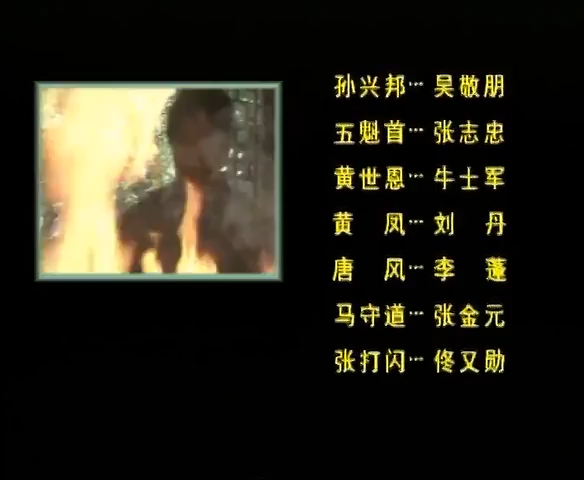 孙兴邦…吴敬朋
五魁首…张志忠
黄世恩…牛士军
黄　凤…刘　丹
唐　风…李　蓬
马守道…张金元
张打闪…佟又勋